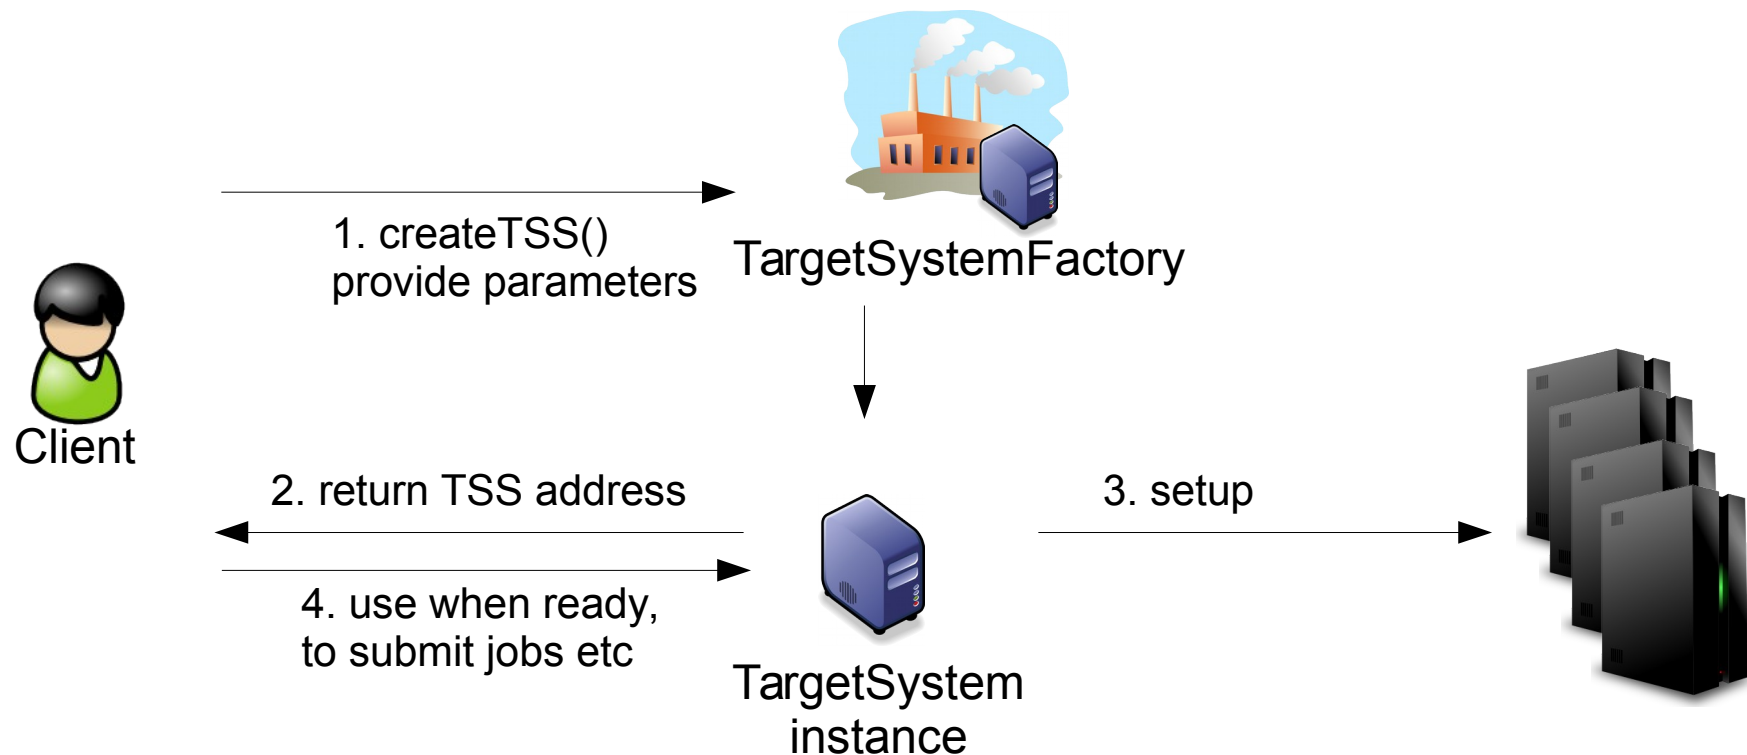 1. createTSS()
provide parameters
TargetSystemFactory
Client
2. return TSS address
3. setup
4. use when ready,
to submit jobs etc
TargetSystem
instance